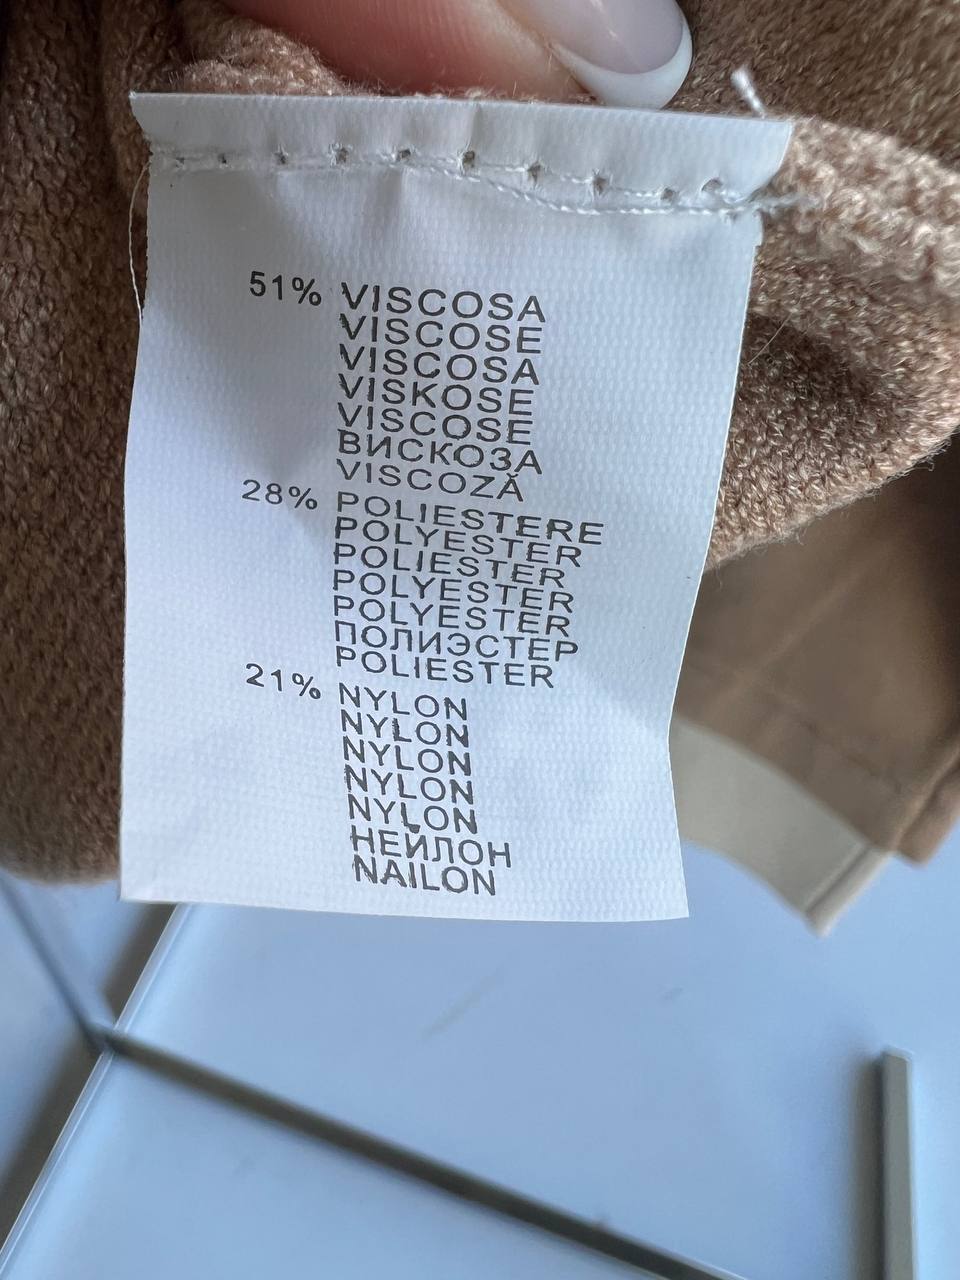 51% VISCOSA
VISCOSE
VISCOSA
VISKOSE
VISCOSE
ВИСКОЗА
VISCOZĂ
28% POLIESTERE
POLYESTER
POLIESTER
POLYESTER
POLYESTER
ПОЛИЭСТЕР
POLIESTER
21% NYLON
NYLON
NYLON
NYLON
NYLON
НЕЙЛОН
NAILON